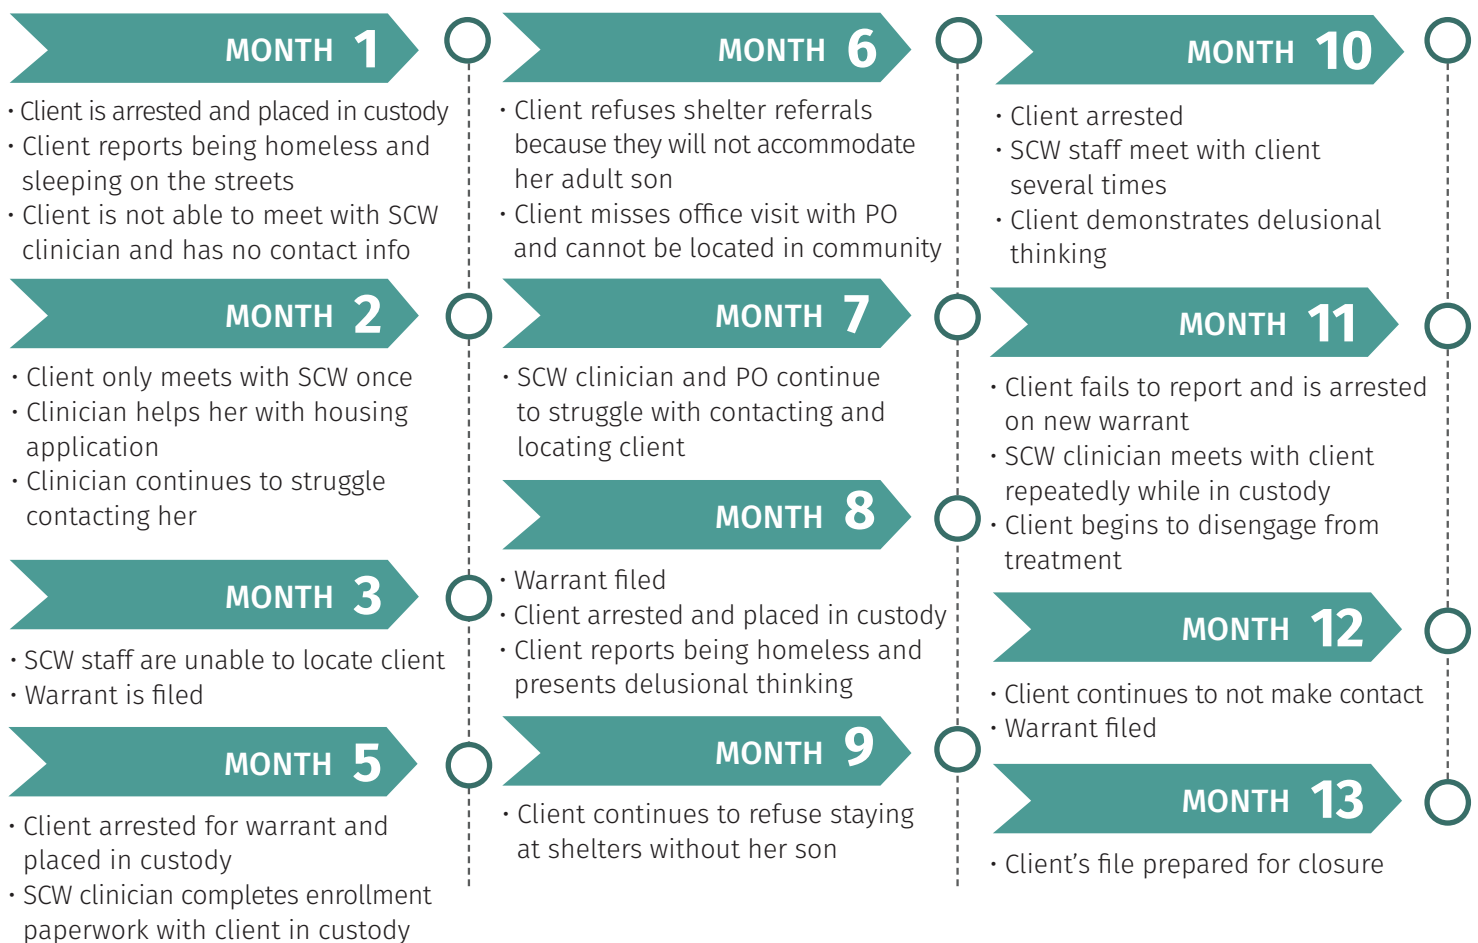 MONTH 1
· Client is arrested and placed in custody
· Client reports being homeless and
sleeping on the streets
· Client is not able to meet with SCW
clinician and has no contact info
MONTH 2
· Client only meets with SCW once
· Clinician helps her with housing
application
· Clinician continues to struggle
contacting her
MONTH 3
· SCW staff are unable to locate client
· Warrant is filed
MONTH 5
· Client arrested for warrant and
placed in custody
· SCW clinician completes enrollment
paperwork with client in custody
MONTH 6
· Client refuses shelter referrals
because they will not accommodate
her adult son
· Client misses office visit with PO
and cannot be located in community
MONTH 7
· SCW clinician and PO continue
to struggle with contacting and
locating client
MONTH 8
· Warrant filed
· Client arrested and placed in custody
· Client reports being homeless and
presents delusional thinking
MONTH 9
· Client continues to refuse staying
at shelters without her son
MONTH 10
· Client arrested
· SCW staff meet with client
several times
· Client demonstrates delusional
thinking
MONTH 11
· Client fails to report and is arrested
on new warrant
· SCW clinician meets with client
repeatedly while in custody
· Client begins to disengage from
treatment
MONTH 12
· Client continues to not make contact
· Warrant filed
MONTH 13
· Client's file prepared for closure